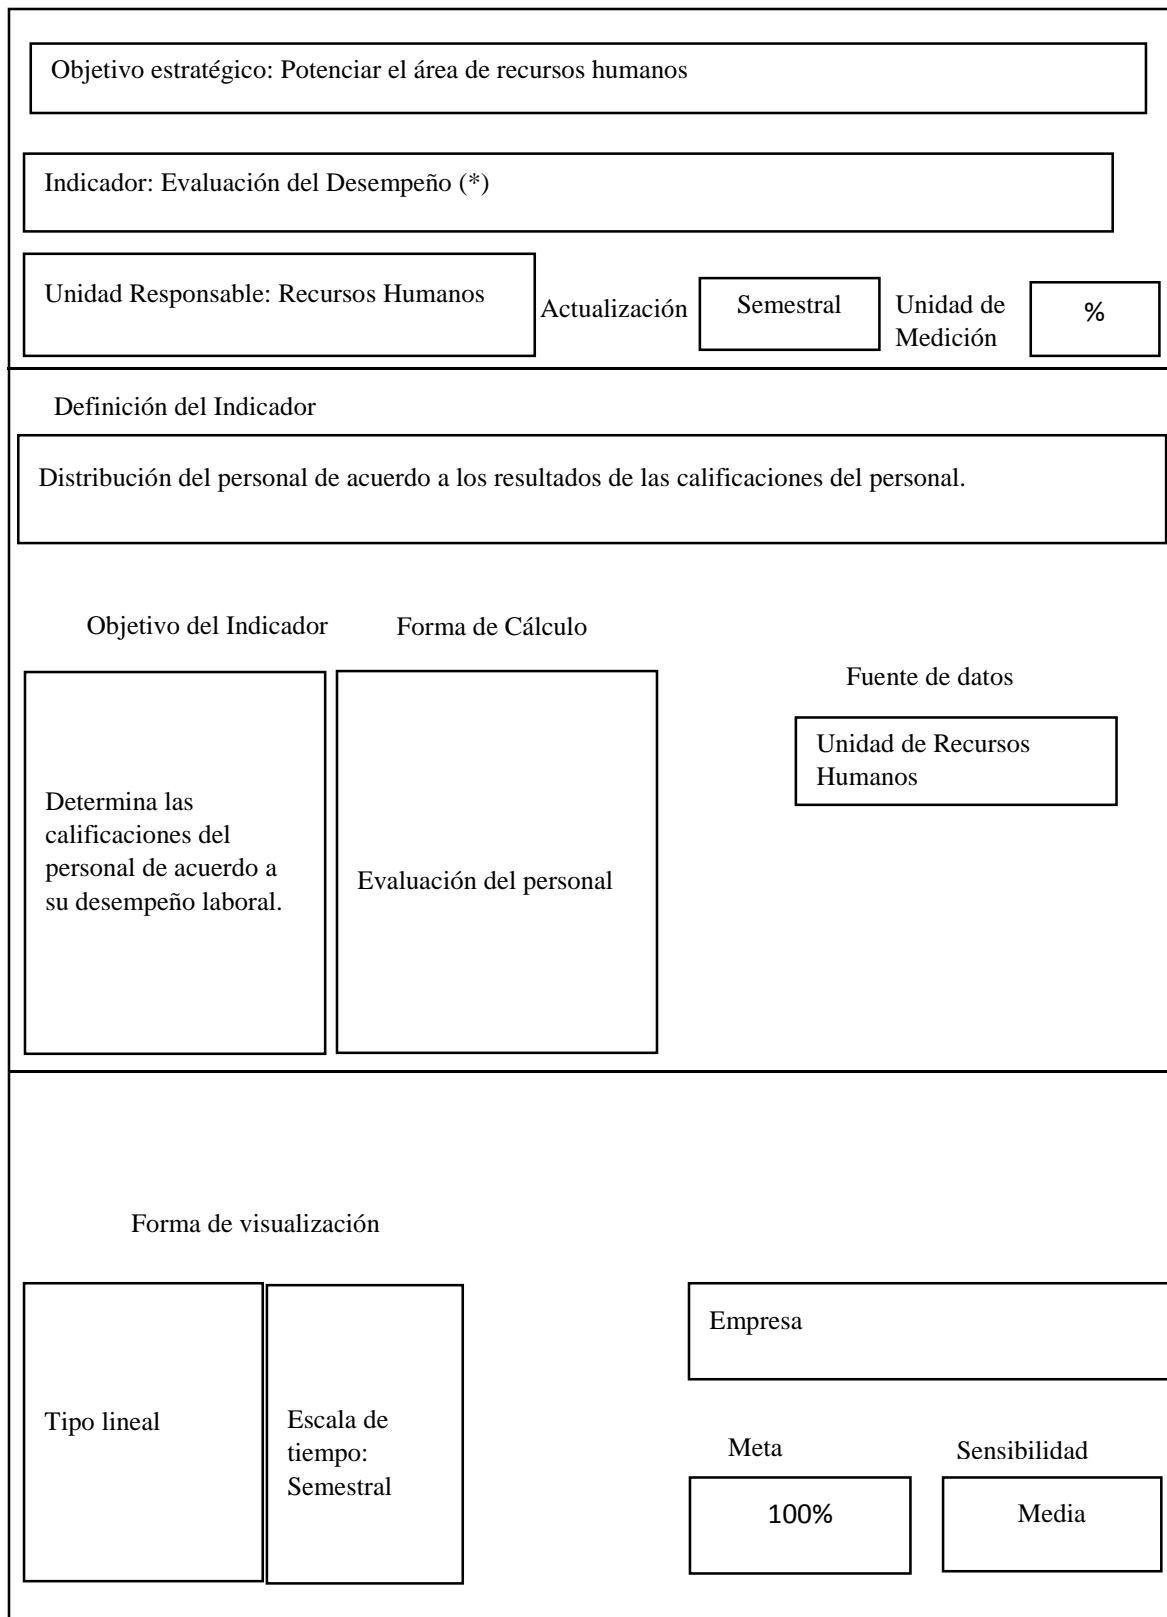 Objetivo estratégico: Potenciar el área de recursos humanos
Indicador: Evaluación del Desempeño (*)
Unidad Responsable: Recursos Humanos
Actualización
Semestral
Unidad de
Medición
%
Definición del Indicador
Distribución del personal de acuerdo a los resultados de las calificaciones del personal.
Objetivo del Indicador
Forma de Cálculo
Fuente de datos
Unidad de Recursos
Humanos
Determina las
calificaciones del
personal de acuerdo a
su desempeño laboral.
Evaluación del personal
Forma de visualización
Tipo lineal
Escala de
tiempo:
Semestral
Empresa
Meta
Sensibilidad
100%
Media